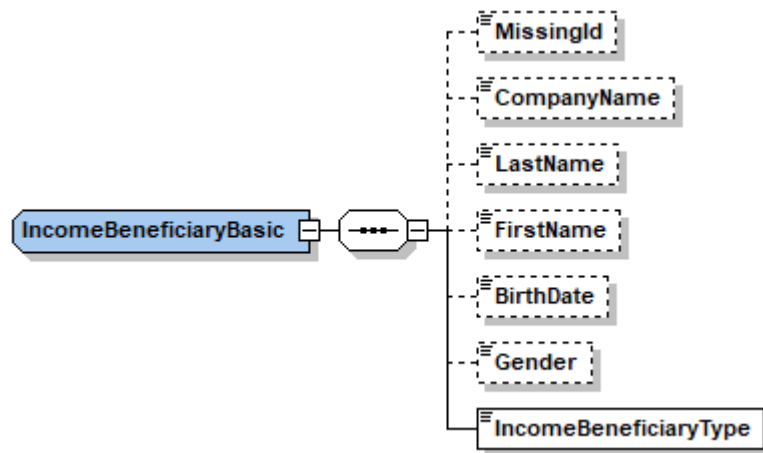 MissingId
CompanyName
LastName
FirstName
IncomeBeneficiaryBasic
BirthDate
Gender
IncomeBeneficiaryType